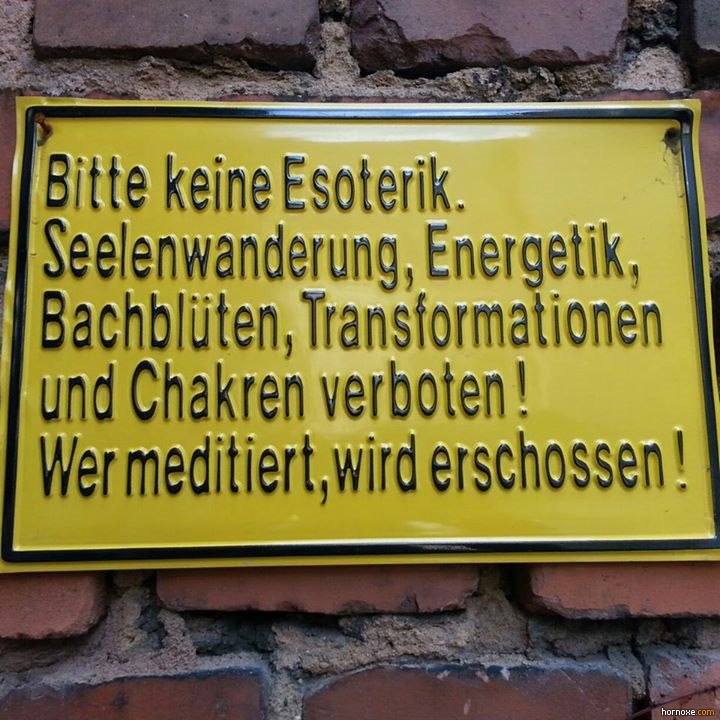 Bitte keine Esoterik.
Seelenwanderung, Energetik,
Bachblüten, Transformationen
und Chakren verboten!
Wer meditiert, wird erschossen!
hornoxe.com